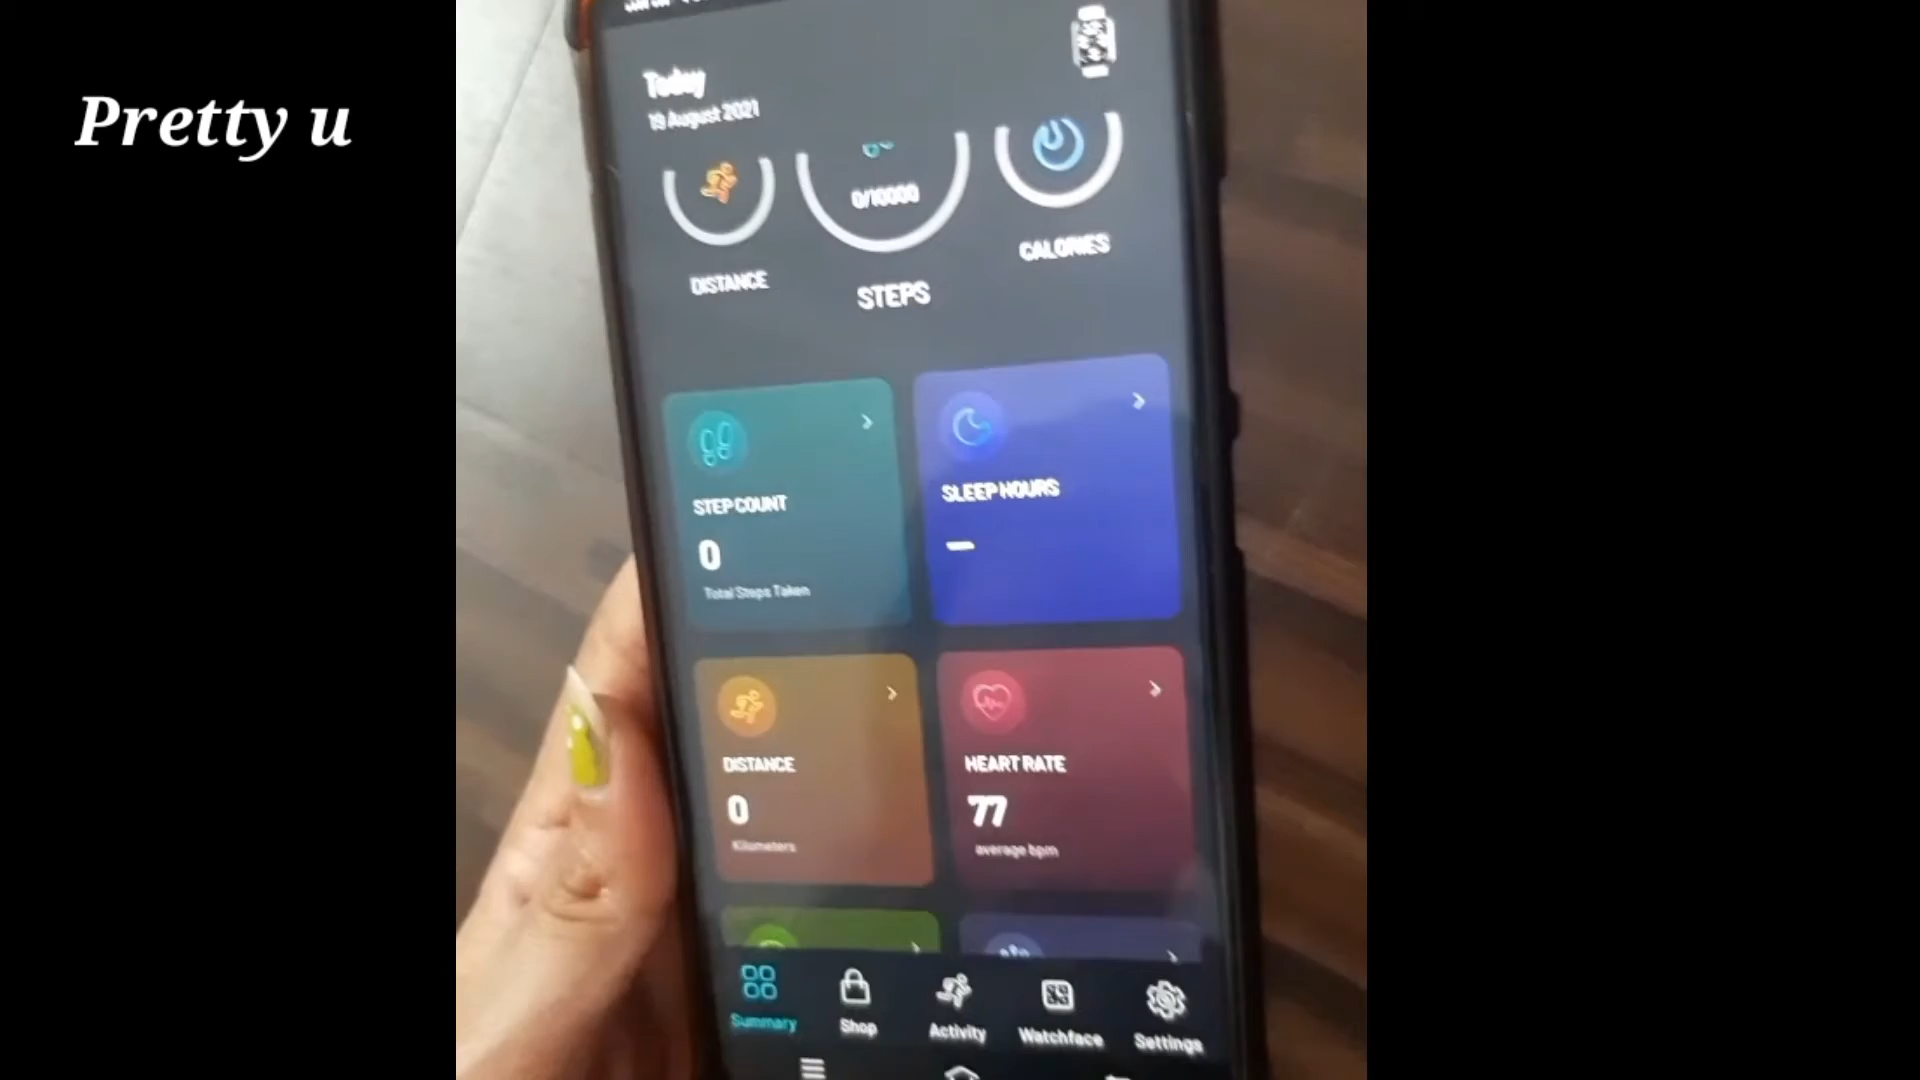 Pretty u
Today
19 August 2021
0/10000
DISTANCE
STEPS
CALORIES
STEP COUNT
0
Total Steps Taken
SLEEP HOURS
DISTANCE
0
Kilometers
HEART RATE
77
average bpm
Summary
Shop
Activity
Watchface
Settings